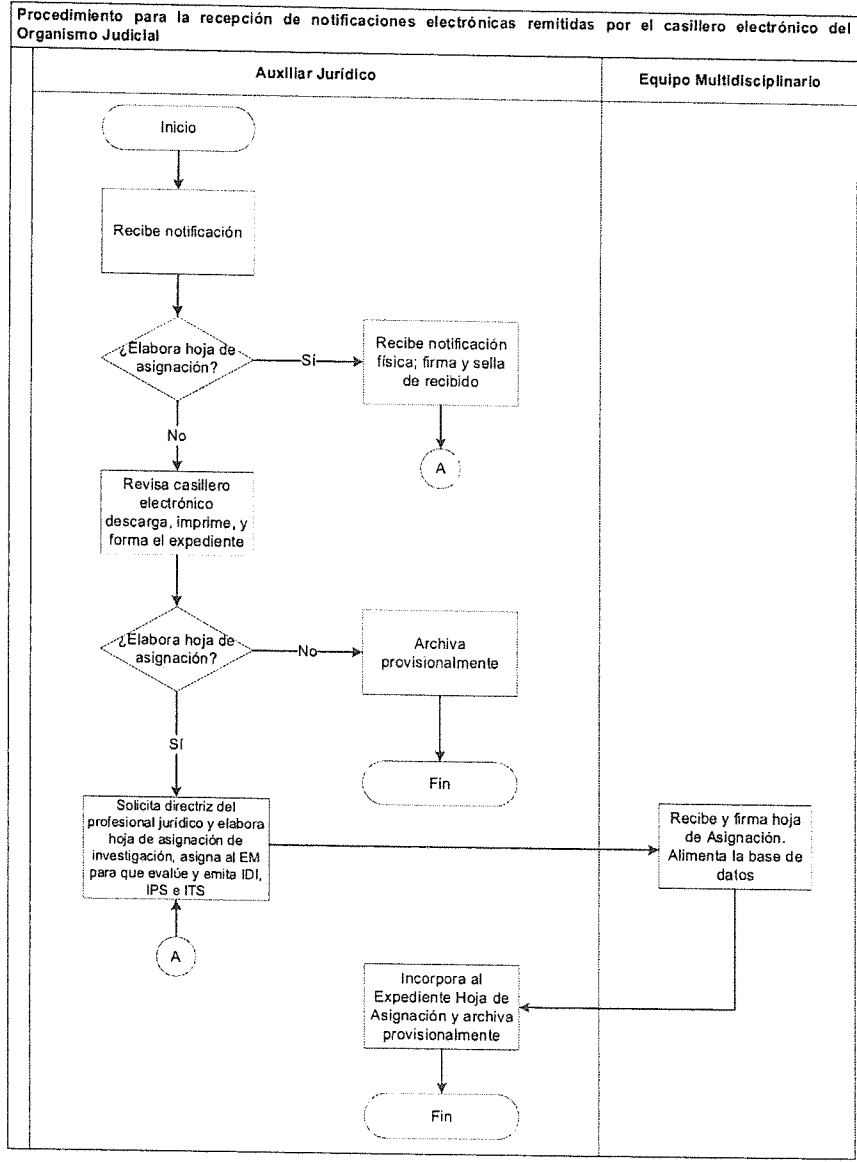 Procedimiento para la recepción de notificaciones electrónicas remitidas por el casillero electrónico del
Organismo Judicial
Auxiliar Jurídico
Equipo Multidisciplinario
Inicio
Recibe notificación
¿Elabora hoja de
asignación?
Sí
Recibe notificación
física; firma y sella
de recibido
A
No
Revisa casillero
electrónico
descarga, imprime, y
forma el expediente
¿Elabora hoja de
asignación?
No
Archiva
provisionalmente
Fin
Sí
Solicita directriz del
profesional jurídico y elabora
hoja de asignación de
investigación, asigna al EM
para que evalúe y emita IDI,
IPS e ITS
Recibe y firma hoja
de Asignación.
Alimenta la base de
datos
A
Incorpora al
Expediente Hoja de
Asignación y archiva
provisionalmente
Fin